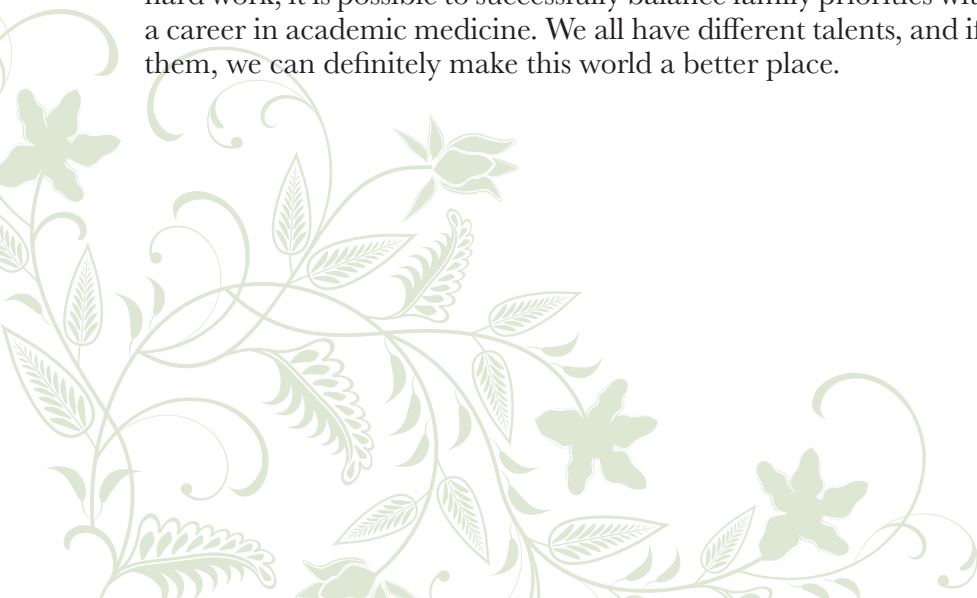 hard work, it is possible to successfully balance family priorities
a career in academic medicine. We all have different talents, and
them, we can definitely make this world a better place.